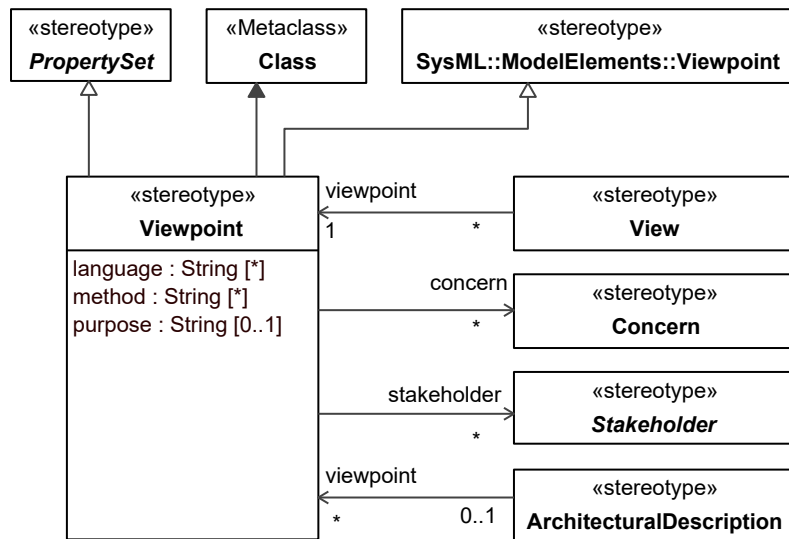 «stereotype»
PropertySet
«Metaclass»
Class
«stereotype»
SysML::ModelElements::Viewpoint
«stereotype»
Viewpoint
language : String [*]
method : String [*]
purpose : String [0..1]
viewpoint
1
*
«stereotype»
View
concern
*
«stereotype»
Concern
stakeholder
*
«stereotype»
Stakeholder
viewpoint
*
0..1
«stereotype»
ArchitecturalDescription